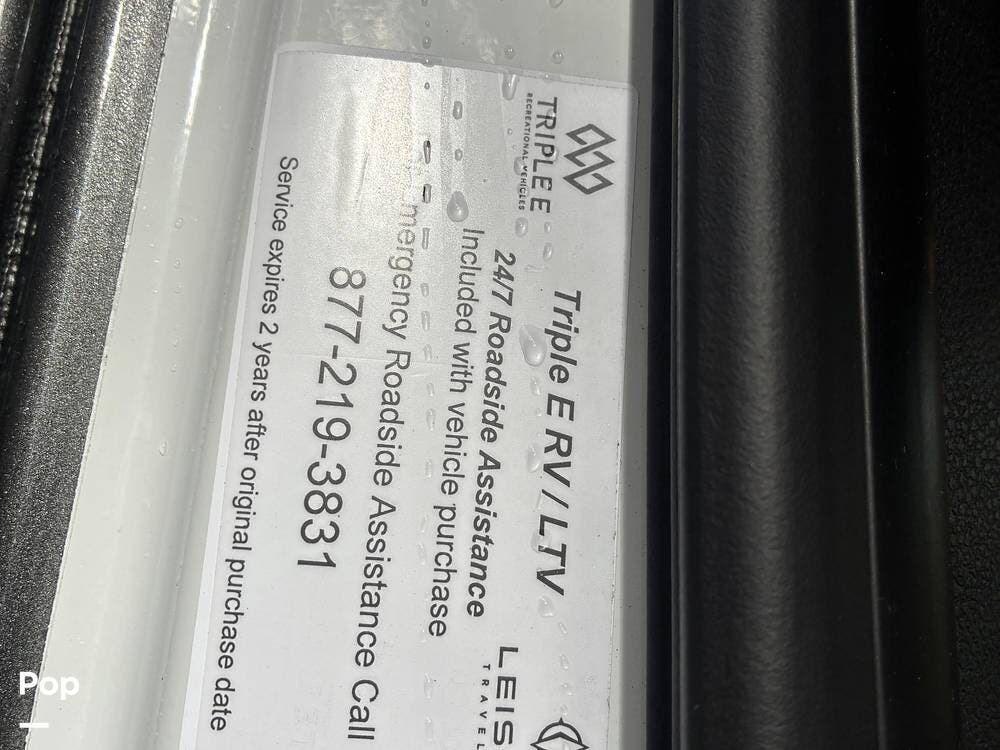 TRIPLE E
RECREATIONAL VEHICLES
Triple E RV / LTV
LEIS
TRAVEL
24/7 Roadside Assistance
Included with vehicle purchase
mergency Roadside Assistance Call
877-219-3831
Service expires 2 years after original purchase date
Pop